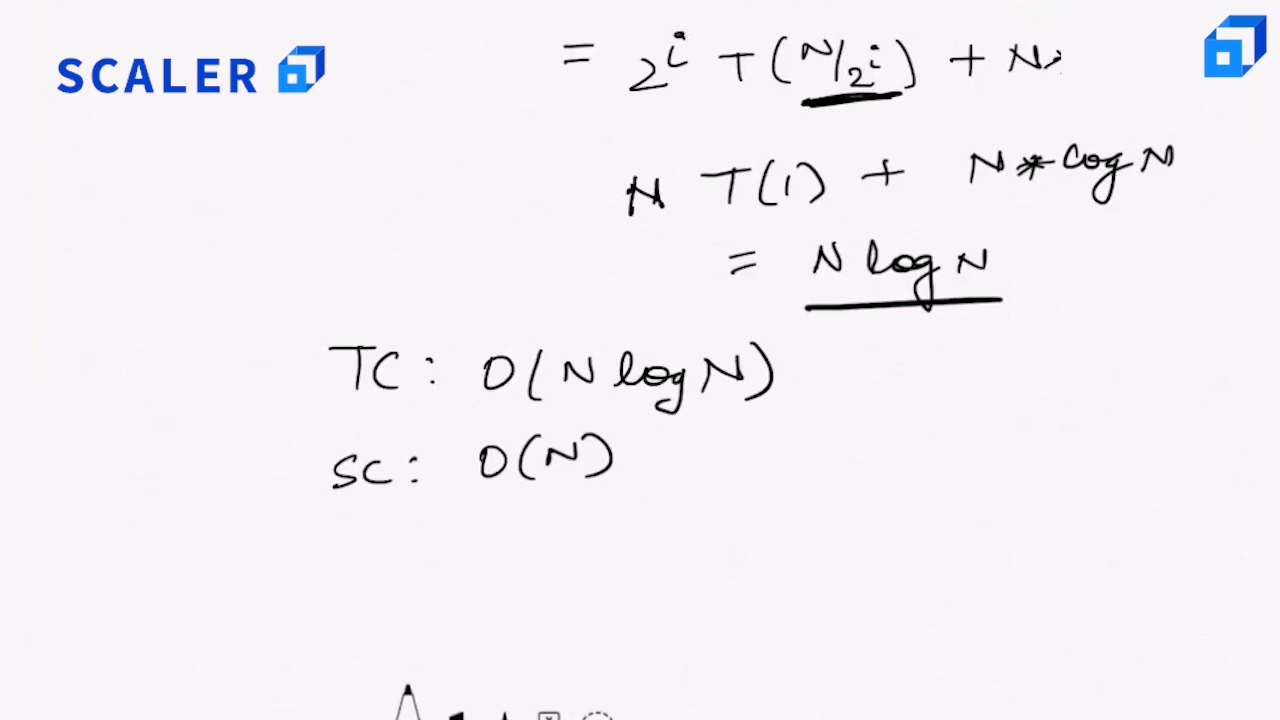 SCALER
= 2^i T(N/2^i) + N*
N T(1) + N * log N
= N log N
TC: O(N log N)
SC: O(N)